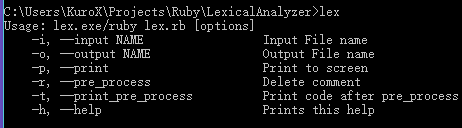 C:\Users\KuroX\Projects\Ruby\LexicalAnalyzer>lex
Usage: lex.exe/ruby lex.rb [options]
-i, --input NAME Input File name
-o, --output NAME Output File name
-p, --print Print to screen
-r, --pre_process Delete comment
-t, --print_pre_process Print code after pre_process
-h, --help Prints this help